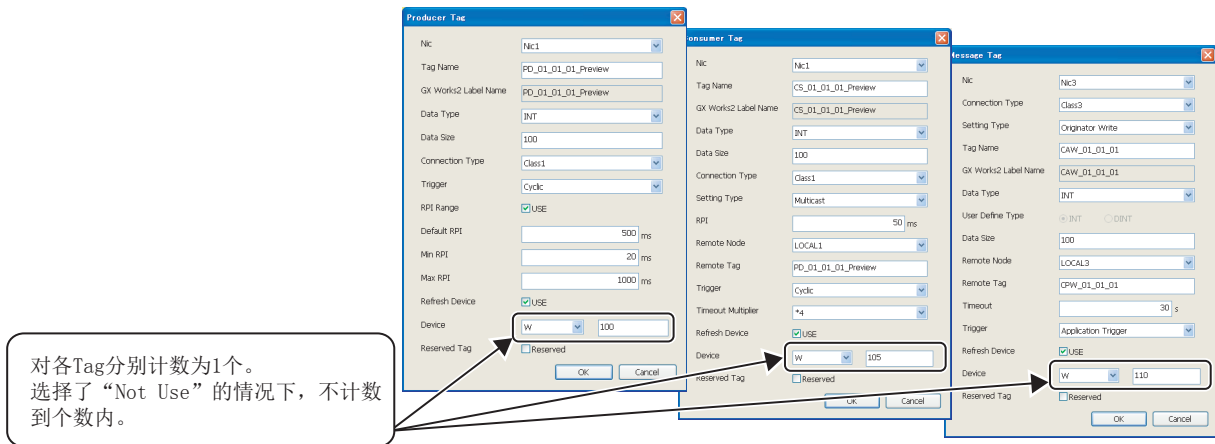 Producer Tag
Nic
Nic1
Tag Name
PD_01_01_01_Preview
GX Works2 Label Name
PD_01_01_01_Preview
Data Type
INT
Data Size
100
Connection Type
Class1
Trigger
Cyclic
RPI Range
USE
Default RPI
500 ms
Min RPI
20 ms
Max RPI
1000 ms
Refresh Device
USE
Device
W
100
Reserved Tag
Reserved
OK
Cancel
onsumer Tag
Nic
Nic1
Tag Name
CS_01_01_01_Preview
GX Works2 Label Name
CS_01_01_01_Preview
Data Type
INT
Data Size
100
Connection Type
Class1
Setting Type
Multicast
RPI
50 ms
Remote Node
LOCAL1
Remote Tag
PD_01_01_01_Preview
Trigger
Cyclic
Timeout Multiplier
*4
Refresh Device
USE
Device
W
105
Reserved Tag
Reserved
OK
Cancel
Message Tag
Nic
Nic3
Connection Type
Class3
Setting Type
Originator Write
Tag Name
CAW_01_01_01
GX Works2 Label Name
CAW_01_01_01
Data Type
INT
User Define Type
INT
DINT
Data Size
100
Remote Node
LOCAL3
Remote Tag
CPW_01_01_01
Timeout
30 s
Trigger
Application Trigger
Refresh Device
USE
Device
W
110
Reserved Tag
Reserved
OK
Cancel
对各Tag分别计数为1个。
选择了“Not Use”的情况下，不计数
到个数内。